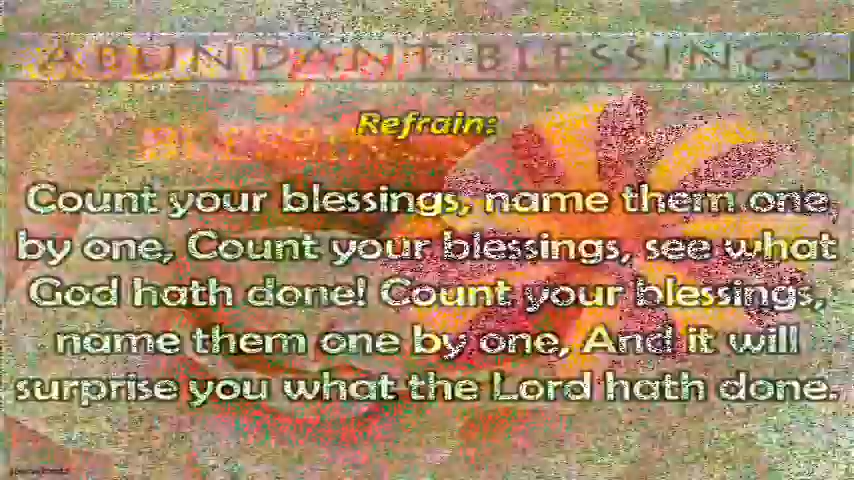 ABUNDANT BLESSINGS
Refrain:
Count your blessings, name them one,
by one, Count your blessings, see what
God hath done! Count your blessings,
name them one by one, And it will
surprise you what the Lord hath done.